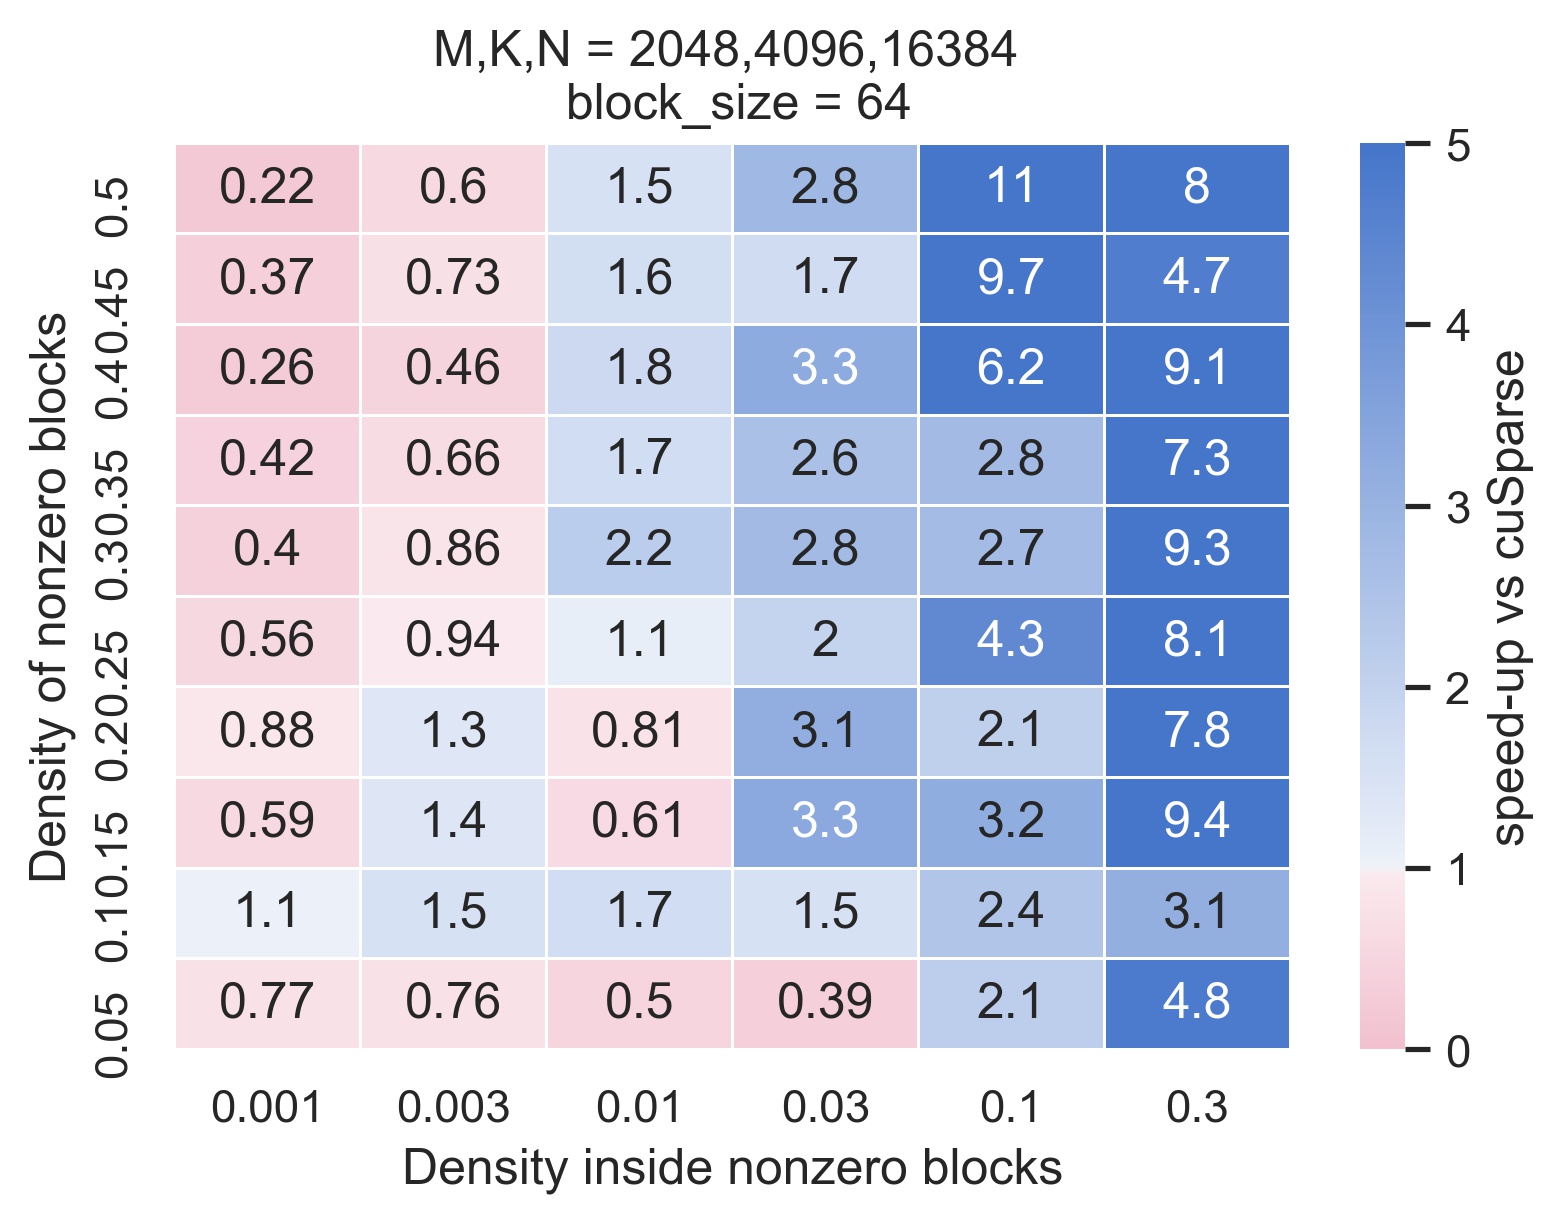 M,K,N = 2048,4096,16384
block_size = 64
Density of nonzero blocks
0.5 0.22 0.6 1.5 2.8 11 8
0.45 0.37 0.73 1.6 1.7 9.7 4.7
0.4 0.26 0.46 1.8 3.3 6.2 9.1
0.35 0.42 0.66 1.7 2.6 2.8 7.3
0.3 0.4 0.86 2.2 2.8 2.7 9.3
0.25 0.56 0.94 1.1 2 4.3 8.1
0.2 0.88 1.3 0.81 3.1 2.1 7.8
0.15 0.59 1.4 0.61 3.3 3.2 9.4
0.1 1.1 1.5 1.7 1.5 2.4 3.1
0.05 0.77 0.76 0.5 0.39 2.1 4.8
0.001 0.003 0.01 0.03 0.1 0.3
Density inside nonzero blocks
5
4
3
2
1
0
speed-up vs cuSparse